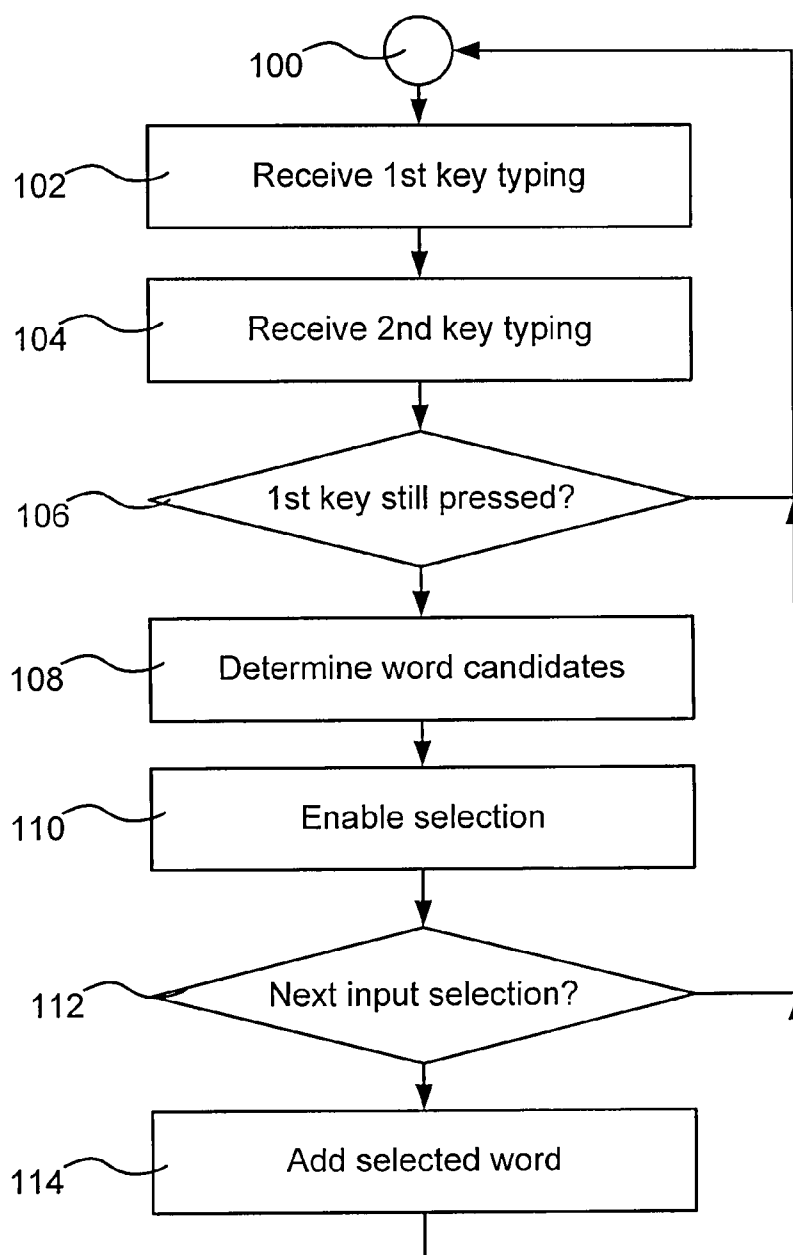 100
102 Receive 1st key typing
104 Receive 2nd key typing
106 1st key still pressed?
108 Determine word candidates
110 Enable selection
112 Next input selection?
114 Add selected word